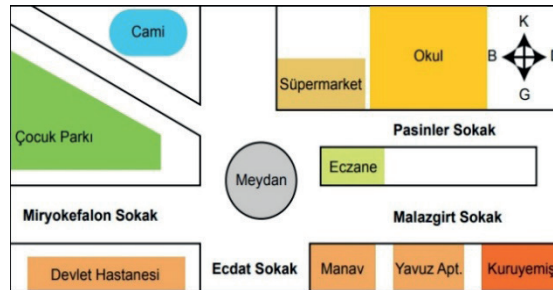 Cami
K
B
D
G
Okul
Süpermarket
Çocuk Parkı
Pasinler Sokak
Eczane
Meydan
Miryokefalon Sokak
Malazgirt Sokak
Devlet Hastanesi
Ecdat Sokak
Manav
Yavuz Apt.
Kuruyemiş